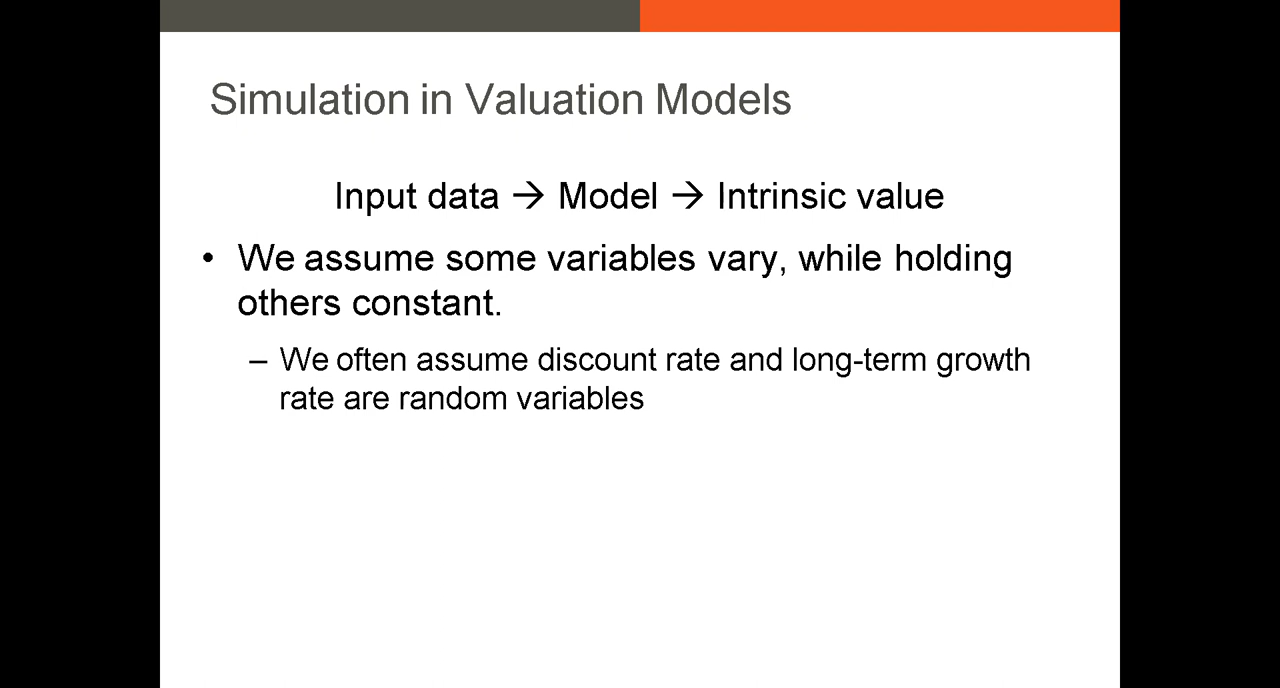 Simulation in Valuation Models
Input data → Model → Intrinsic value
• We assume some variables vary, while holding
others constant.
– We often assume discount rate and long-term growth
rate are random variables